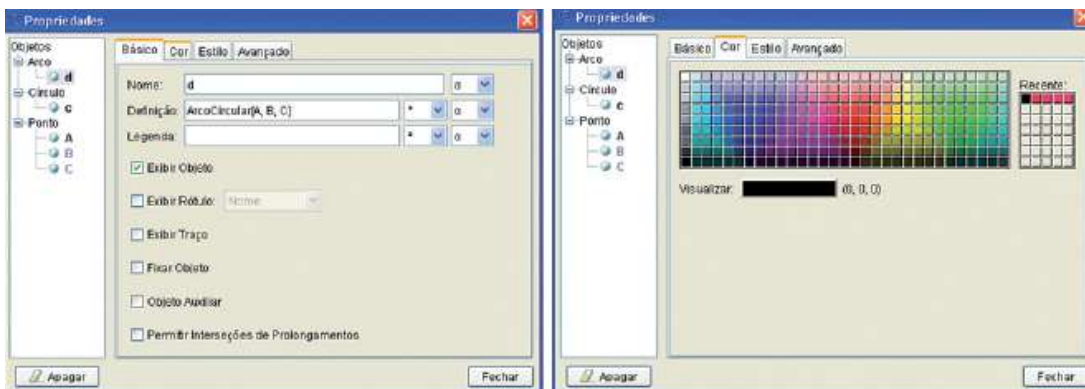 Propriedades
Objetos
Arco
d
Círculo
c
Ponto
A
B
C
Básico Cor Estilo Avançado
Nome: d α
Definição: ArcoCircular[A, B, C] α
Legenda: α
Exibir Objeto
Exibir Rótulo: Nome
Exibir Traço
Fixar Objeto
Objeto Auxiliar
Permitir Interseções de Prolongamentos
Apagar
Fechar
Propriedades
Objetos
Arco
d
Círculo
c
Ponto
A
B
C
Básico Cor Estilo Avançado
Recente:
Visualizar: (0, 0, 0)
Apagar
Fechar